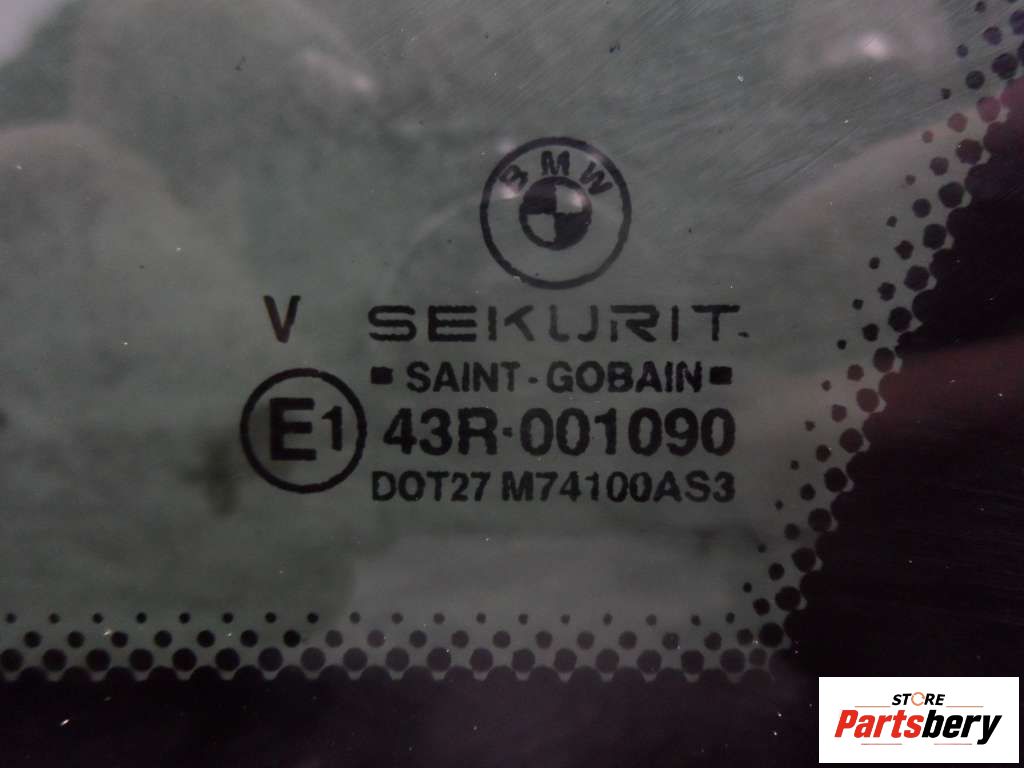 BMW
V SEKURIT
SAINT-GOBAIN
E1 43R-001090
DOT27 M74100AS3
STORE
Partsbery